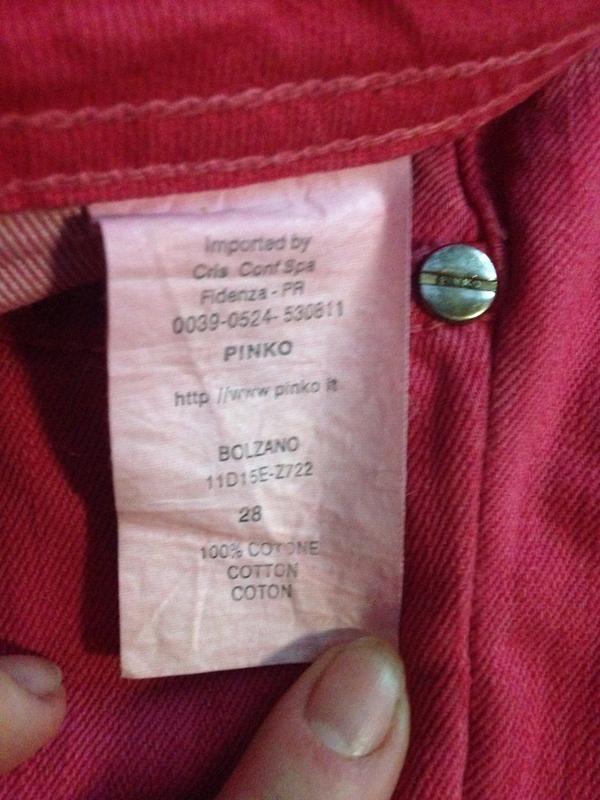 Imported by
Cris Conf Spa
Fidenza - PR
0039-0524- 530811
PINKO
http //www pinko it
BOLZANO
11D15E-Z722
28
100% COTONE
COTTON
COTON
PINKO